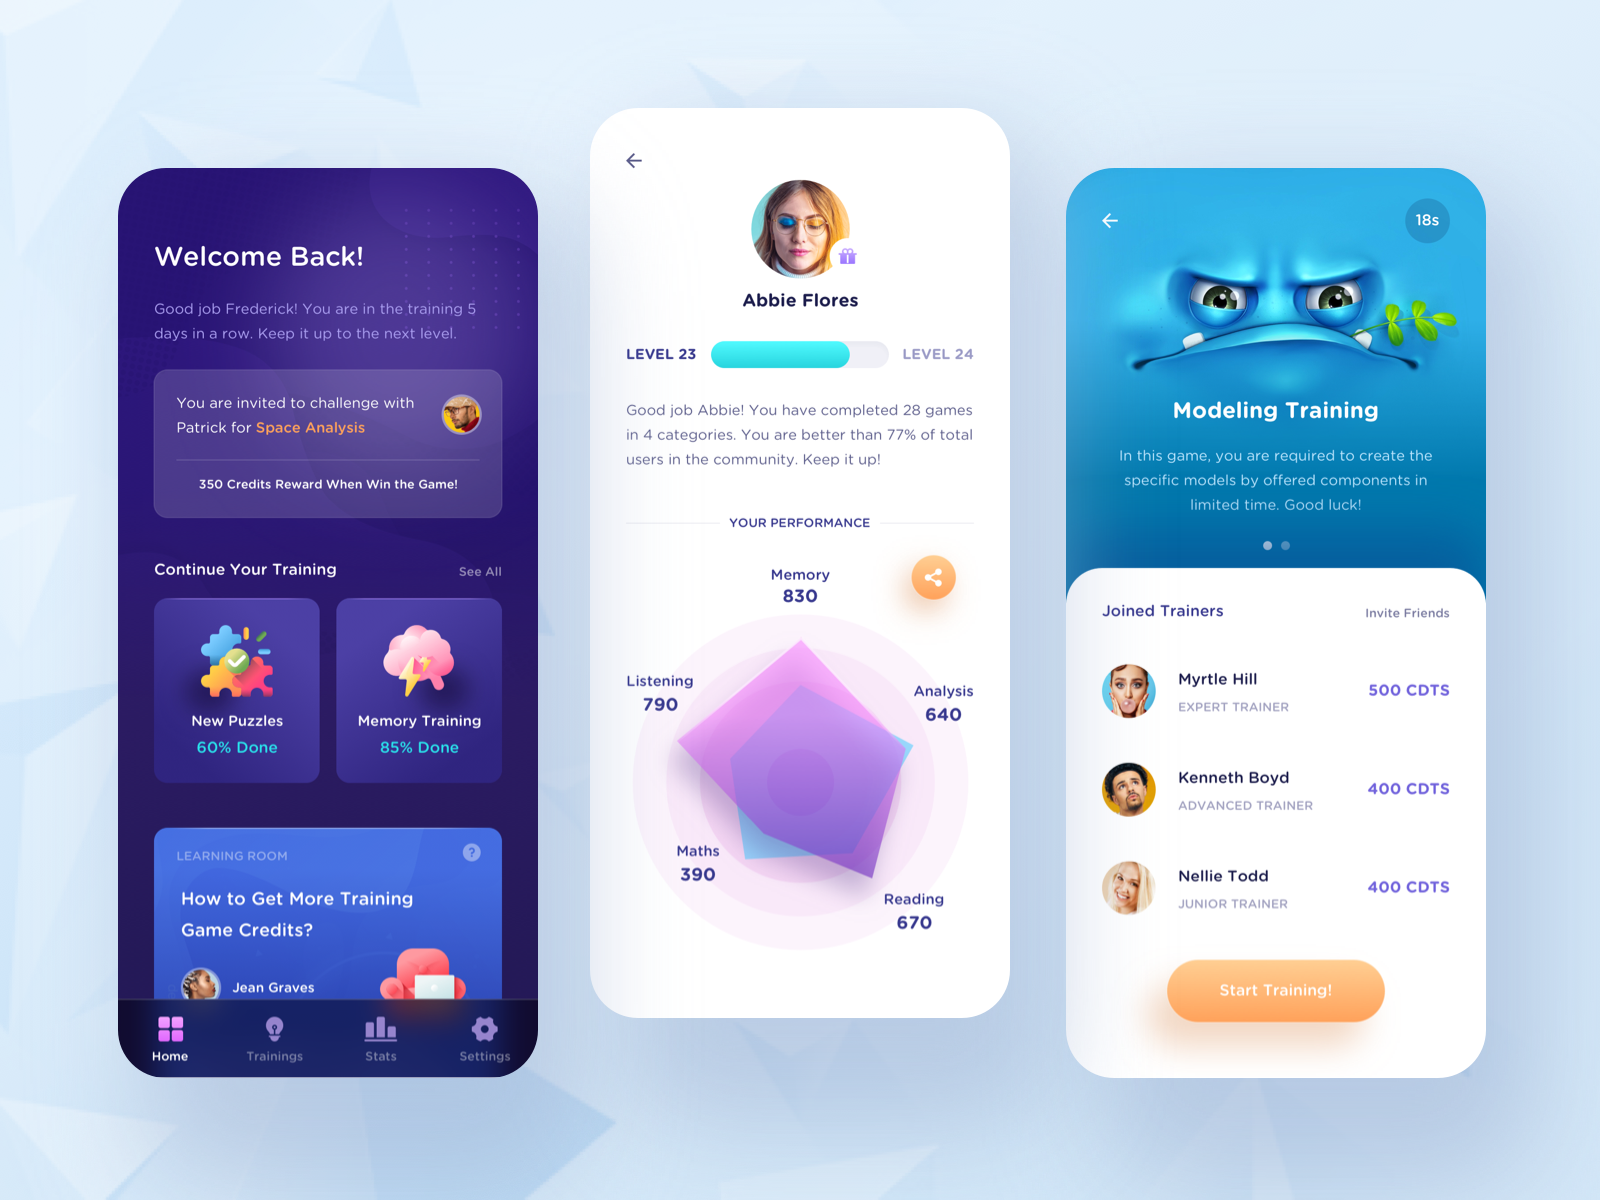 Welcome Back!
Good job Frederick! You are in the training 5
days in a row. Keep it up to the next level.
You are invited to challenge with
Patrick for Space Analysis
350 Credits Reward When Win the Game!
Continue Your Training
See All
New Puzzles
60% Done
Memory Training
85% Done
LEARNING ROOM
?
How to Get More Training
Game Credits?
Jean Graves
Home
Trainings
Stats
Settings
Abbie Flores
LEVEL 23
LEVEL 24
Good job Abbie! You have completed 28 games
in 4 categories. You are better than 77% of total
users in the community. Keep it up!
YOUR PERFORMANCE
Memory
830
Listening
790
Analysis
640
Maths
390
Reading
670
18s
Modeling Training
In this game, you are required to create the
specific models by offered components in
limited time. Good luck!
Joined Trainers
Invite Friends
Myrtle Hill
EXPERT TRAINER
500 CDTS
Kenneth Boyd
ADVANCED TRAINER
400 CDTS
Nellie Todd
JUNIOR TRAINER
400 CDTS
Start Training!